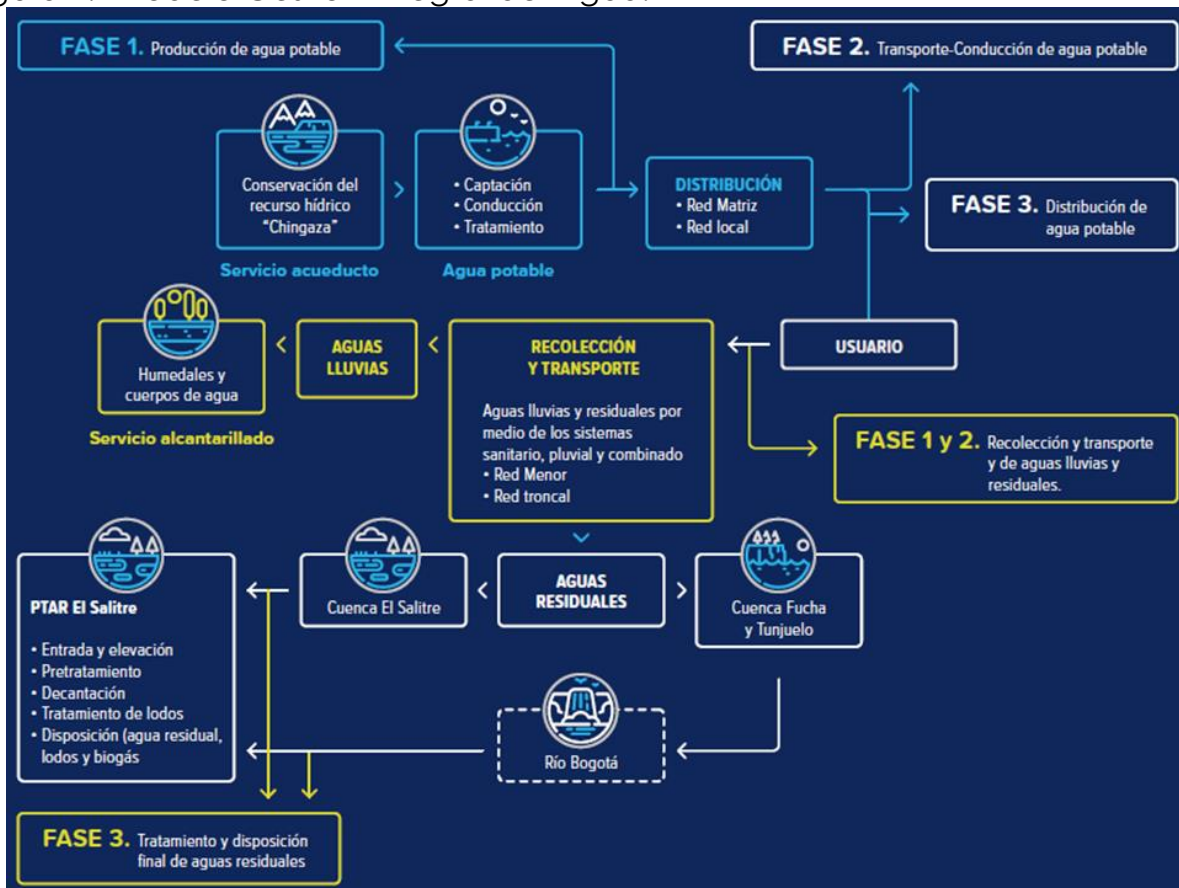 FASE 1. Producción de agua potable
FASE 2. Transporte-Conducción de agua potable
Conservación del
recurso hídrico
"Chingaza"
Servicio acueducto
• Captación
• Conducción
• Tratamiento
Agua potable
DISTRIBUCIÓN
• Red Matriz
• Red local
FASE 3. Distribución de
agua potable
Humedales y
cuerpos de agua
Servicio alcantarillado
AGUAS
LLUVIAS
RECOLECCIÓN
Y TRANSPORTE
Aguas lluvias y residuales por
medio de los sistemas
sanitario, pluvial y combinado
• Red Menor
• Red troncal
USUARIO
FASE 1 y 2. Recolección y transporte
y de aguas lluvias y
residuales.
PTAR El Salitre
• Entrada y elevación
• Pretratamiento
• Decantación
• Tratamiento de lodos
• Disposición (agua residual,
lodos y biogás
Cuenca El Salitre
AGUAS
RESIDUALES
Cuenca Fucha
y Tunjuelo
Río Bogotá
FASE 3. Tratamiento y disposición
final de aguas residuales